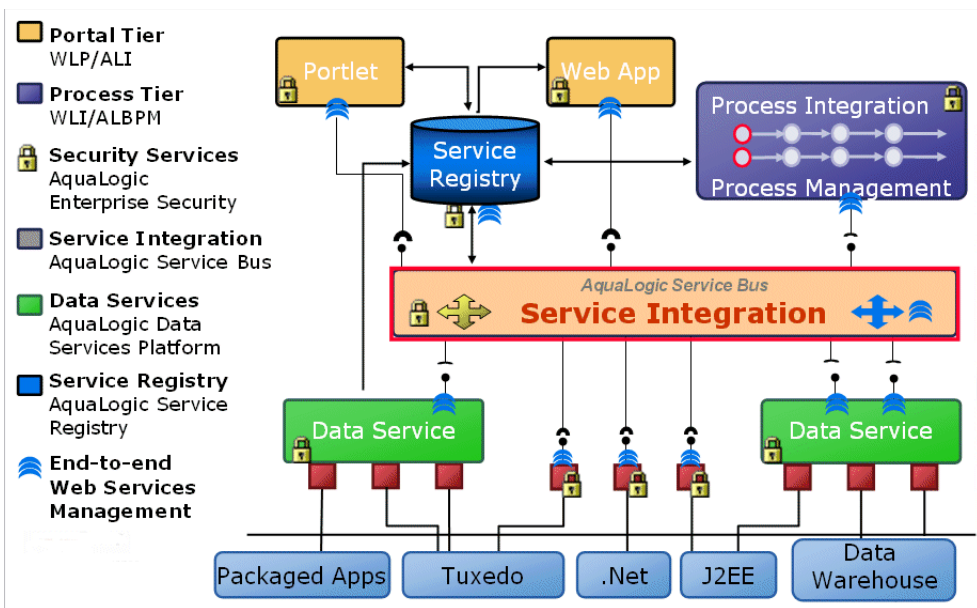 Portal Tier
WLP/ALI
Process Tier
WLI/ALBPM
Security Services
AquaLogic
Enterprise Security
Service Integration
AquaLogic Service Bus
Data Services
AquaLogic Data
Services Platform
Service Registry
AquaLogic Service
Registry
End-to-end
Web Services
Management
Portlet
Web App
Service
Registry
Process Integration
Process Management
AquaLogic Service Bus
Service Integration
Data Service
Data Service
Packaged Apps
Tuxedo
.Net
J2EE
Data
Warehouse